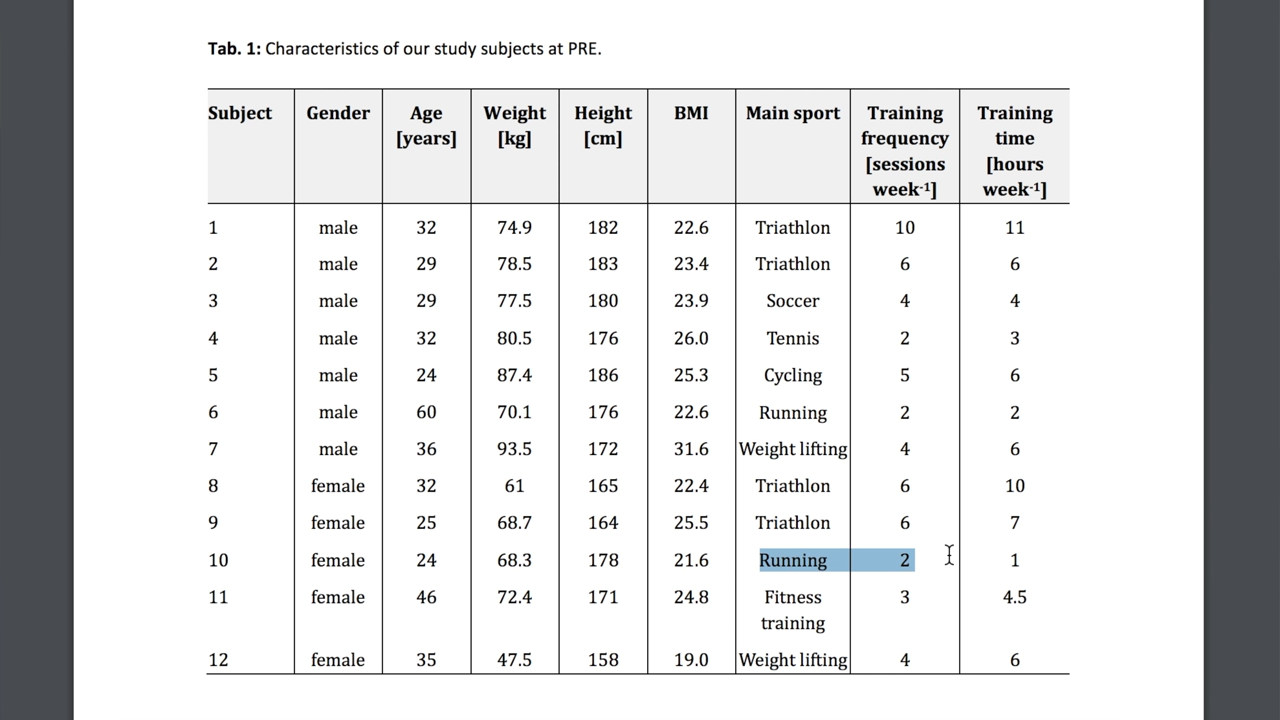 Tab. 1: Characteristics of our study subjects at PRE.
Subject Gender Age [years] Weight [kg] Height [cm] BMI Main sport Training frequency [sessions week-1] Training time [hours week-1]
1 male 32 74.9 182 22.6 Triathlon 10 11
2 male 29 78.5 183 23.4 Triathlon 6 6
3 male 29 77.5 180 23.9 Soccer 4 4
4 male 32 80.5 176 26.0 Tennis 2 3
5 male 24 87.4 186 25.3 Cycling 5 6
6 male 60 70.1 176 22.6 Running 2 2
7 male 36 93.5 172 31.6 Weight lifting 4 6
8 female 32 61 165 22.4 Triathlon 6 10
9 female 25 68.7 164 25.5 Triathlon 6 7
10 female 24 68.3 178 21.6 Running 2 1
11 female 46 72.4 171 24.8 Fitness training 3 4.5
12 female 35 47.5 158 19.0 Weight lifting 4 6